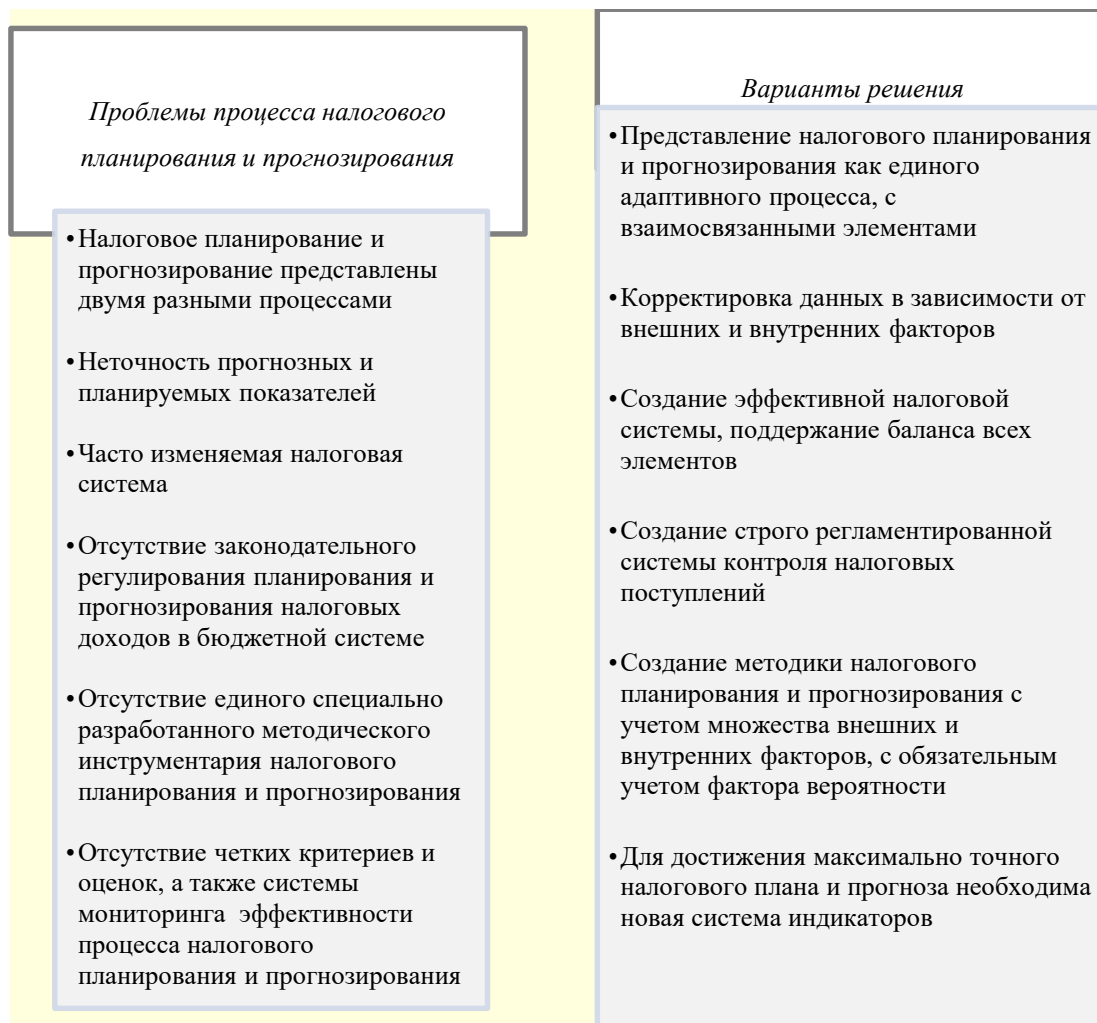 Проблемы процесса налогового
планирования и прогнозирования
•Налоговое планирование и
прогнозирование представлены
двумя разными процессами
•Неточность прогнозных и
планируемых показателей
•Часто изменяемая налоговая
система
•Отсутствие законодательного
регулирования планирования и
прогнозирования налоговых
доходов в бюджетной системе
•Отсутствие единого специально
разработанного методического
инструментария налогового
планирования и прогнозирования
•Отсутствие четких критериев и
оценок, а также системы
мониторинга эффективности
процесса налогового
планирования и прогнозирования
Варианты решения
•Представление налогового планирования
и прогнозирования как единого
адаптивного процесса, с
взаимосвязанными элементами
•Корректировка данных в зависимости от
внешних и внутренних факторов
•Создание эффективной налоговой
системы, поддержание баланса всех
элементов
•Создание строго регламентированной
системы контроля налоговых
поступлений
•Создание методики налогового
планирования и прогнозирования с
учетом множества внешних и
внутренних факторов, с обязательным
учетом фактора вероятности
•Для достижения максимально точного
налогового плана и прогноза необходима
новая система индикаторов